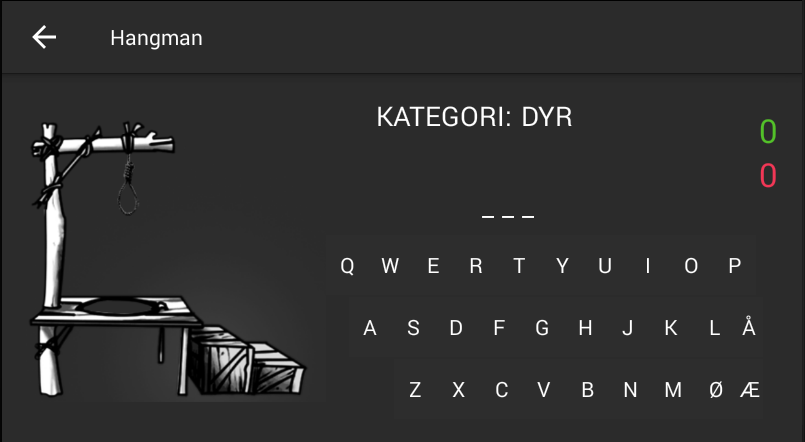 Hangman
KATEGORI: DYR
0
0
_ _ _
Q W E R T Y U I O P
A S D F G H J K L Å
Z X C V B N M Ø Æ